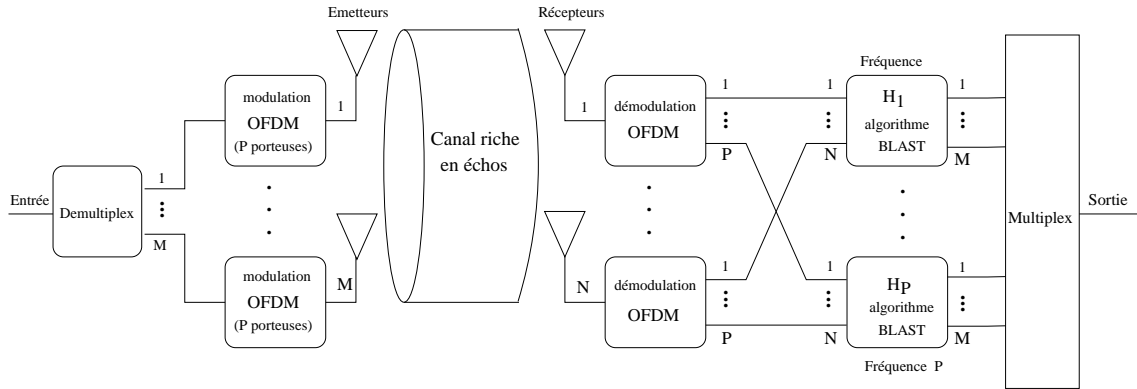 Emetteurs
Récepteurs
Fréquence
modulation
OFDM
(P porteuses)
1
Canal riche
en échos
1
démodulation
OFDM
1
P
1
N
H1
algorithme
BLAST
1
M
Entrée
Demultiplex
1
M
Multiplex
Sortie
modulation
OFDM
(P porteuses)
M
N
démodulation
OFDM
1
P
1
N
HP
algorithme
BLAST
1
M
Fréquence P